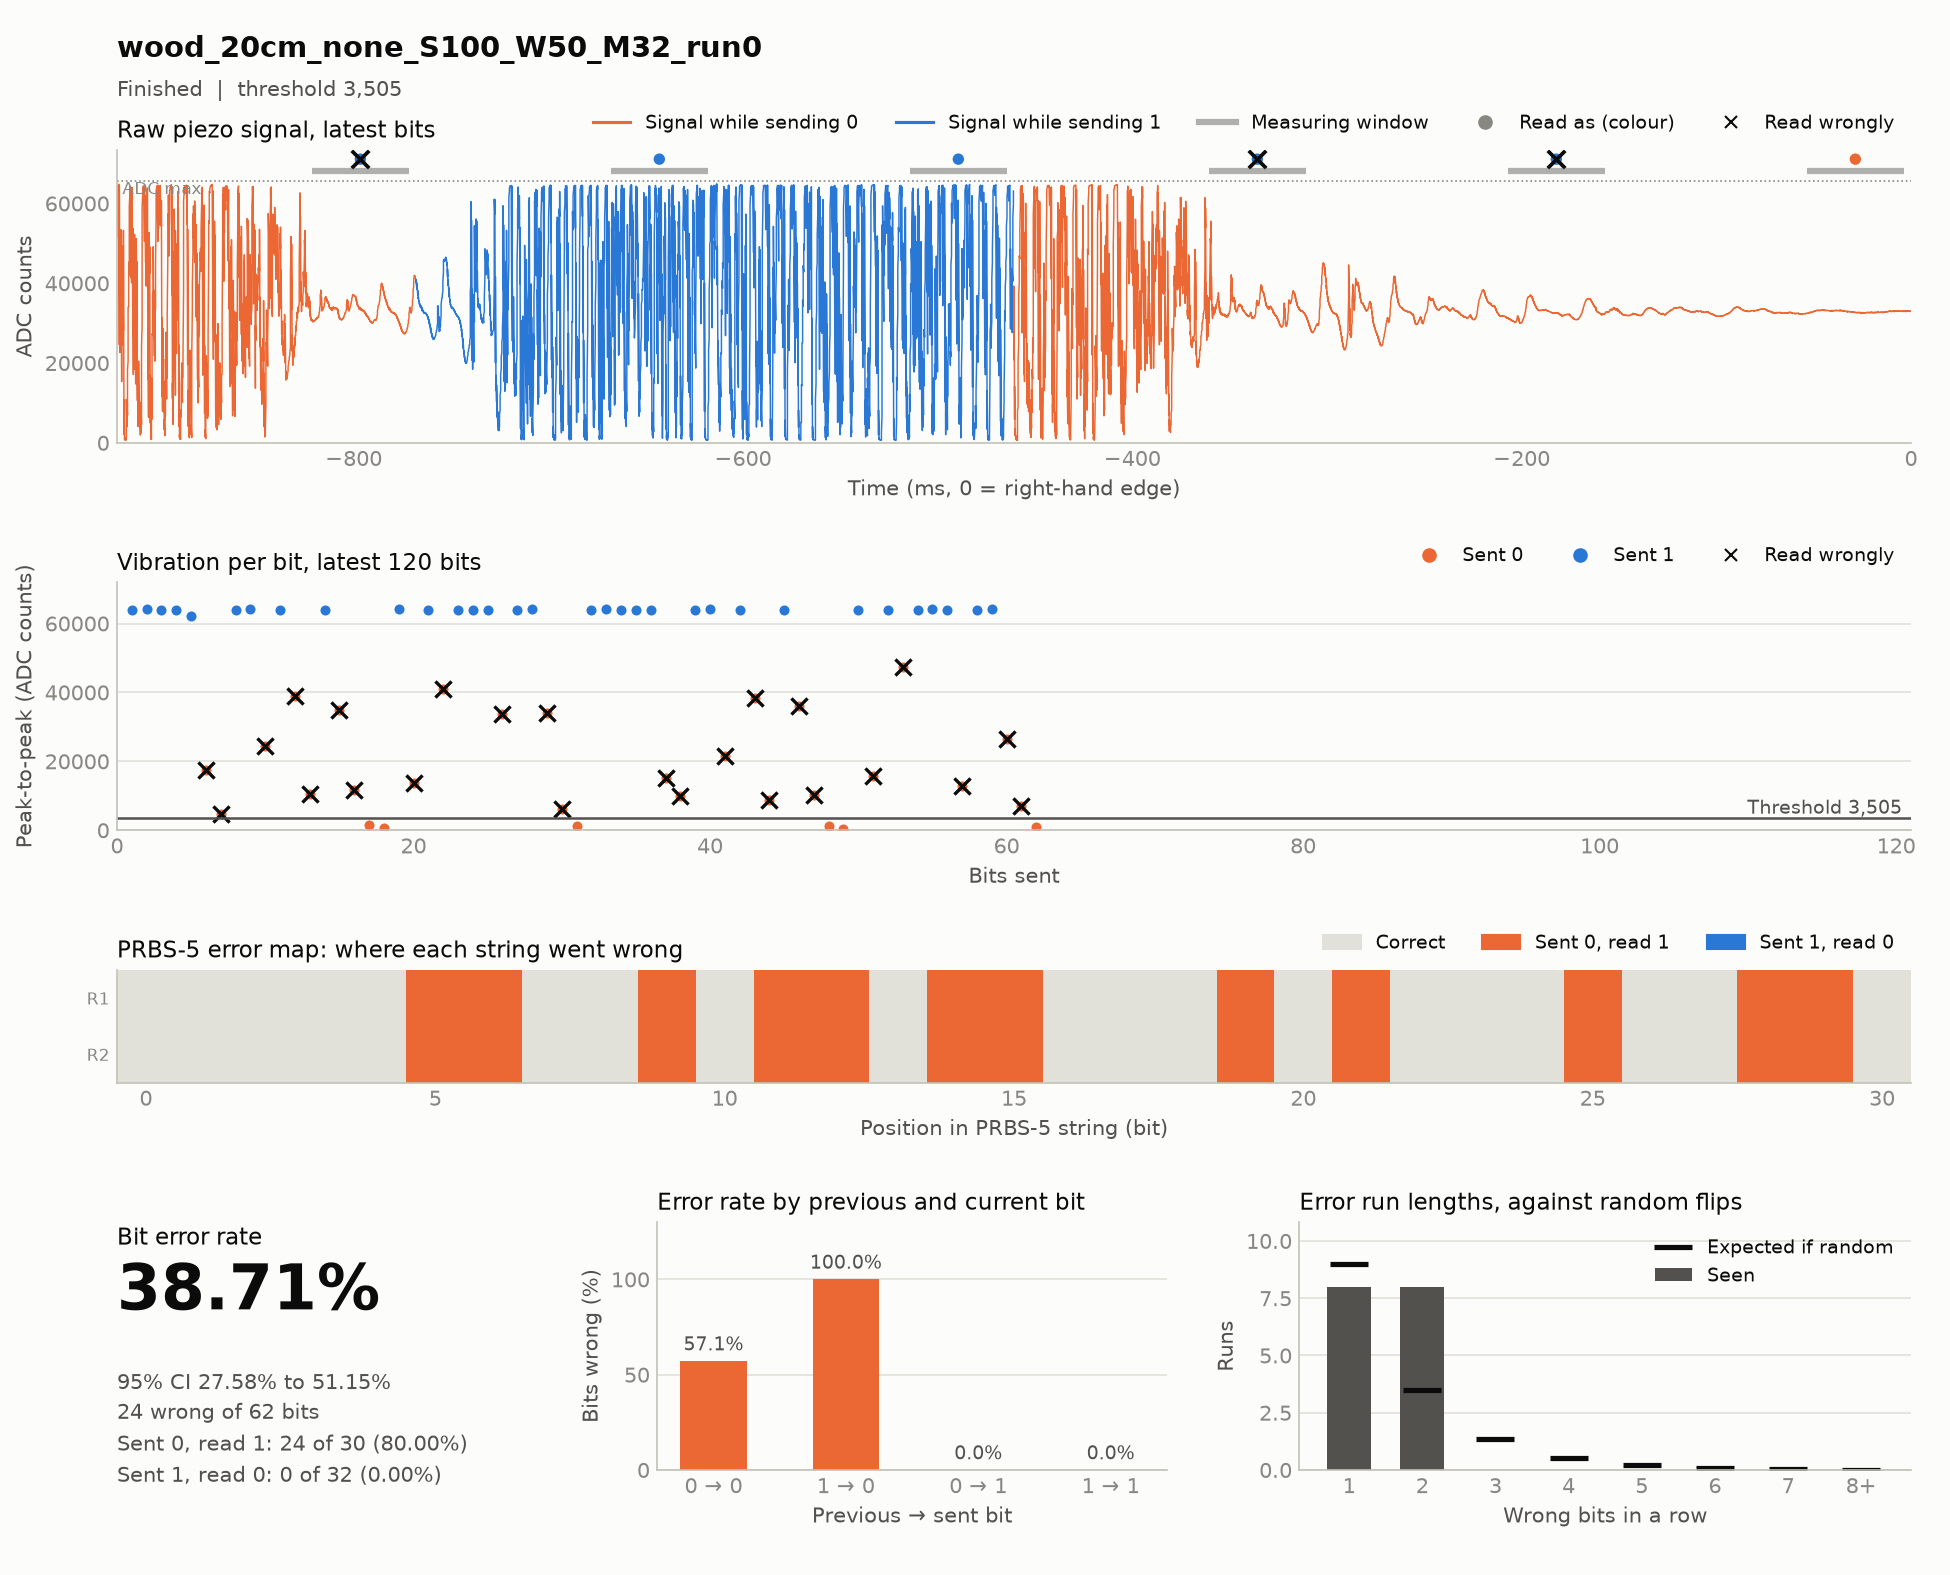 wood_20cm_none_S100_W50_M32_run0
Finished | threshold 3,505
Raw piezo signal, latest bits
Signal while sending 0
Signal while sending 1
Measuring window
Read as (colour)
Read wrongly
ADC max
60000
40000
20000
0
ADC counts
−800
−600
−400
−200
0
Time (ms, 0 = right-hand edge)
Vibration per bit, latest 120 bits
Sent 0
Sent 1
Read wrongly
60000
40000
20000
0
Peak-to-peak (ADC counts)
Threshold 3,505
0
20
40
60
80
100
120
Bits sent
PRBS-5 error map: where each string went wrong
Correct
Sent 0, read 1
Sent 1, read 0
R1
R2
0
5
10
15
20
25
30
Position in PRBS-5 string (bit)
Bit error rate
38.71%
95% CI 27.58% to 51.15%
24 wrong of 62 bits
Sent 0, read 1: 24 of 30 (80.00%)
Sent 1, read 0: 0 of 32 (0.00%)
Error rate by previous and current bit
Bits wrong (%)
100
50
0
57.1%
100.0%
0.0%
0.0%
0 → 0
1 → 0
0 → 1
1 → 1
Previous → sent bit
Error run lengths, against random flips
Expected if random
Seen
10.0
7.5
5.0
2.5
0.0
Runs
1
2
3
4
5
6
7
8+
Wrong bits in a row